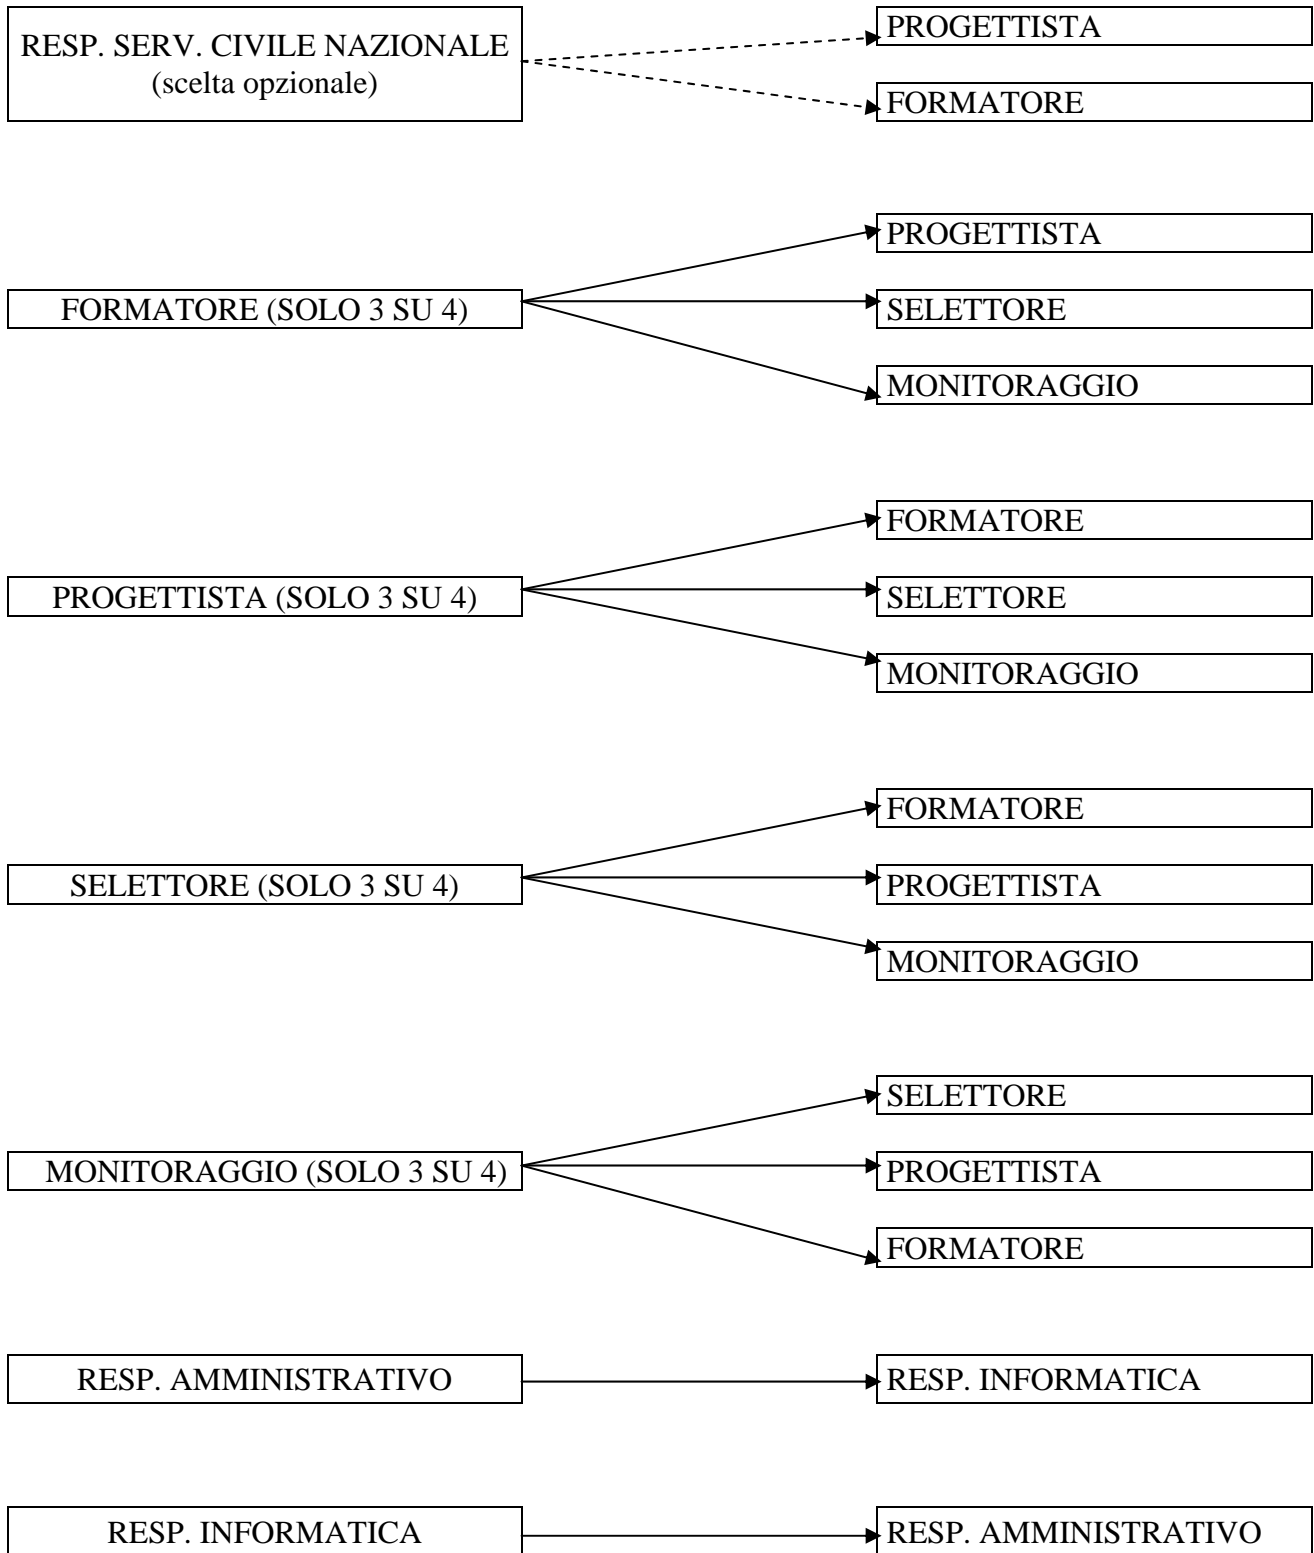 RESP. SERV. CIVILE NAZIONALE
(scelta opzionale)
PROGETTISTA
FORMATORE
FORMATORE (SOLO 3 SU 4)
PROGETTISTA
SELETTORE
MONITORAGGIO
PROGETTISTA (SOLO 3 SU 4)
FORMATORE
SELETTORE
MONITORAGGIO
SELETTORE (SOLO 3 SU 4)
FORMATORE
PROGETTISTA
MONITORAGGIO
MONITORAGGIO (SOLO 3 SU 4)
SELETTORE
PROGETTISTA
FORMATORE
RESP. AMMINISTRATIVO
RESP. INFORMATICA
RESP. INFORMATICA
RESP. AMMINISTRATIVO